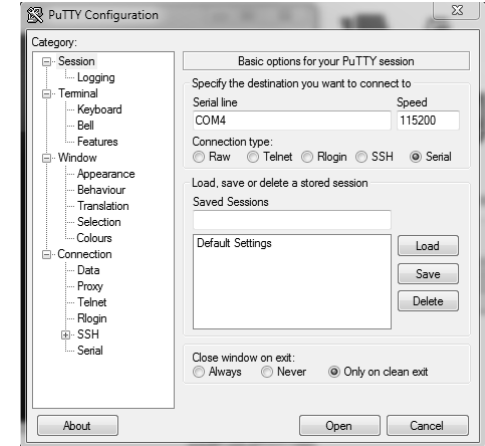 PuTTY Configuration
Category:
Session
Logging
Terminal
Keyboard
Bell
Features
Window
Appearance
Behaviour
Translation
Selection
Colours
Connection
Data
Proxy
Telnet
Rlogin
SSH
Serial
Basic options for your PuTTY session
Specify the destination you want to connect to
Serial line Speed
COM4 115200
Connection type:
Raw Telnet Rlogin SSH Serial
Load, save or delete a stored session
Saved Sessions
Default Settings
Load
Save
Delete
Close window on exit:
Always Never Only on clean exit
About Open Cancel